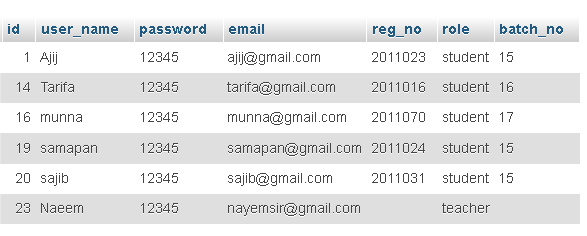 id user_name password email reg_no role batch_no
1 Ajij 12345 ajij@gmail.com 2011023 student 15
14 Tarifa 12345 tarifa@gmail.com 2011016 student 16
16 munna 12345 munna@gmail.com 2011070 student 17
19 samapan 12345 samapan@gmail.com 2011024 student 15
20 sajib 12345 sajib@gmail.com 2011031 student 15
23 Naeem 12345 nayemsir@gmail.com teacher